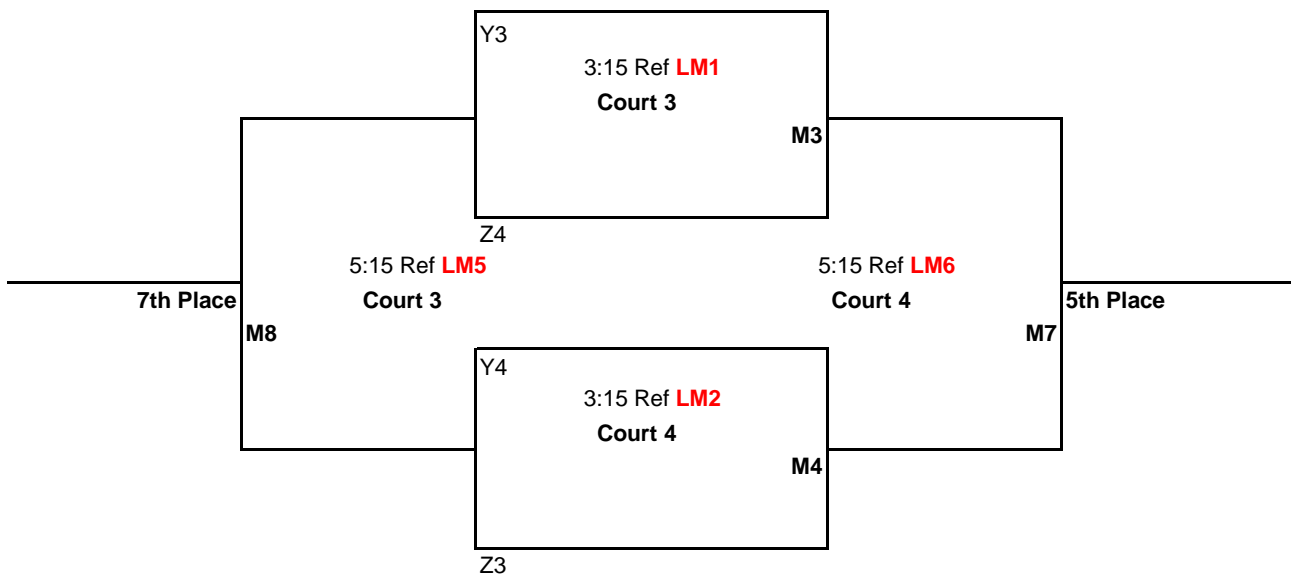 Y3
3:15 Ref LM1
Court 3
M3
Z4
5:15 Ref LM5
5:15 Ref LM6
7th Place
Court 3
Court 4
5th Place
M8
M7
Y4
3:15 Ref LM2
Court 4
M4
Z3